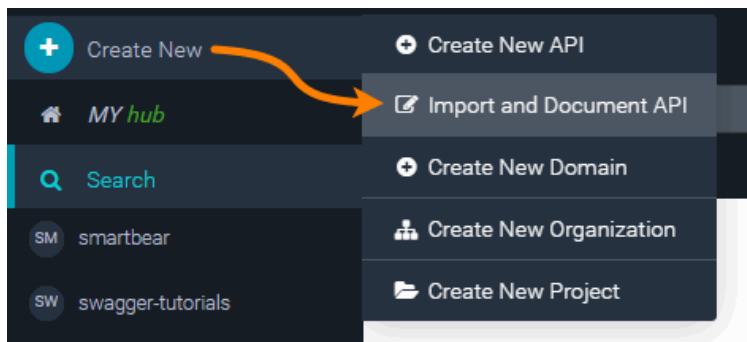 Create New
MY hub
Search
SM smartbear
SW swagger-tutorials
Create New API
Import and Document API
Create New Domain
Create New Organization
Create New Project